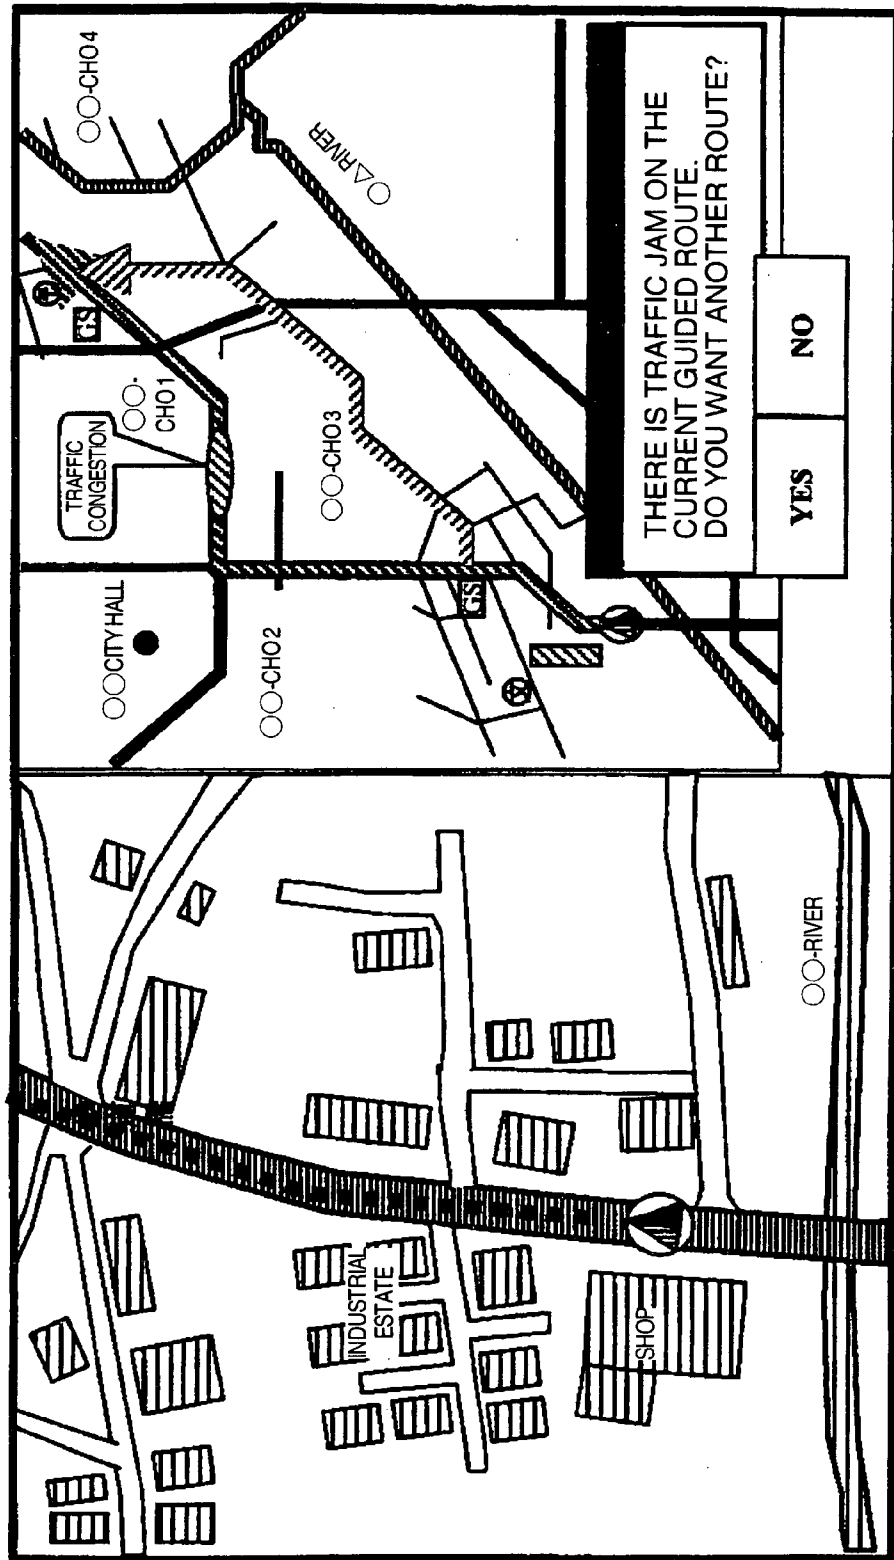 INDUSTRIAL
ESTATE
SHOP
○○-RIVER
○○CITY HALL
○○-CHO2
TRAFFIC
CONGESTION
○○-
CHO1
GS
○○-CHO3
GS
○○-CHO4
○△RIVER
THERE IS TRAFFIC JAM ON THE
CURRENT GUIDED ROUTE.
DO YOU WANT ANOTHER ROUTE?
YES
NO